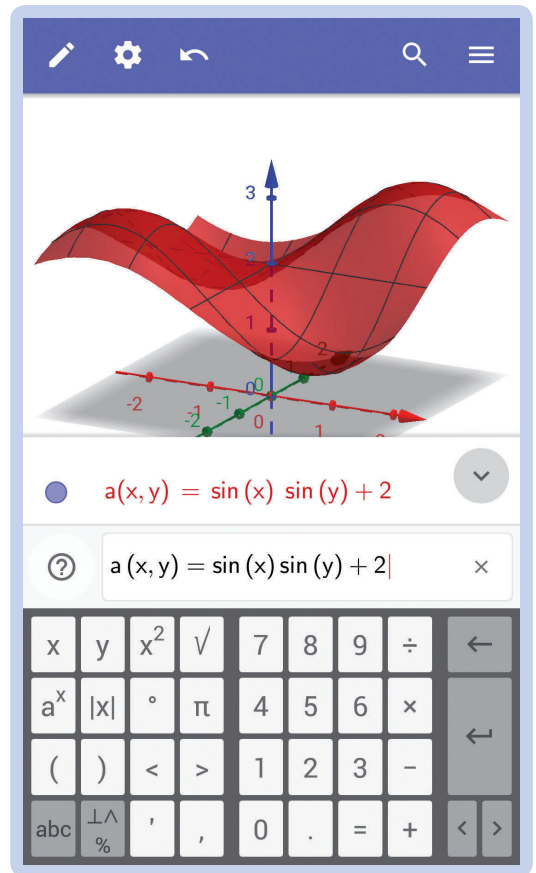 3
2
1
2
0
0
-2
-1
-2
-1
0
1
a(x, y) = sin (x) sin (y) + 2
a (x, y) = sin (x) sin (y) + 2
x y x² √ 7 8 9 ÷ ←
aˣ |x| ° π 4 5 6 × ↵
( ) < > 1 2 3 −
abc ⊥∧ % ' , 0 . = + < >